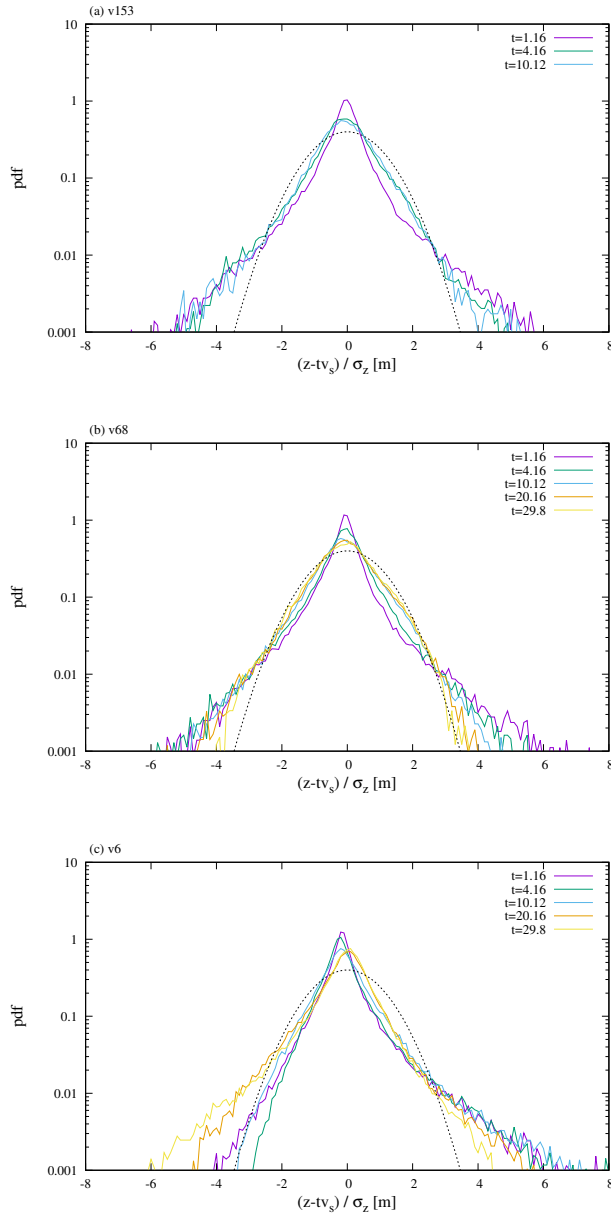 (a) v153
10
1
0.1
0.01
0.001
pdf
t=1.16
t=4.16
t=10.12
-8 -6 -4 -2 0 2 4 6 8
(z-tvₛ) / σ_z [m]
(b) v68
10
1
0.1
0.01
0.001
pdf
t=1.16
t=4.16
t=10.12
t=20.16
t=29.8
-8 -6 -4 -2 0 2 4 6 8
(z-tvₛ) / σ_z [m]
(c) v6
10
1
0.1
0.01
0.001
pdf
t=1.16
t=4.16
t=10.12
t=20.16
t=29.8
-8 -6 -4 -2 0 2 4 6 8
(z-tvₛ) / σ_z [m]